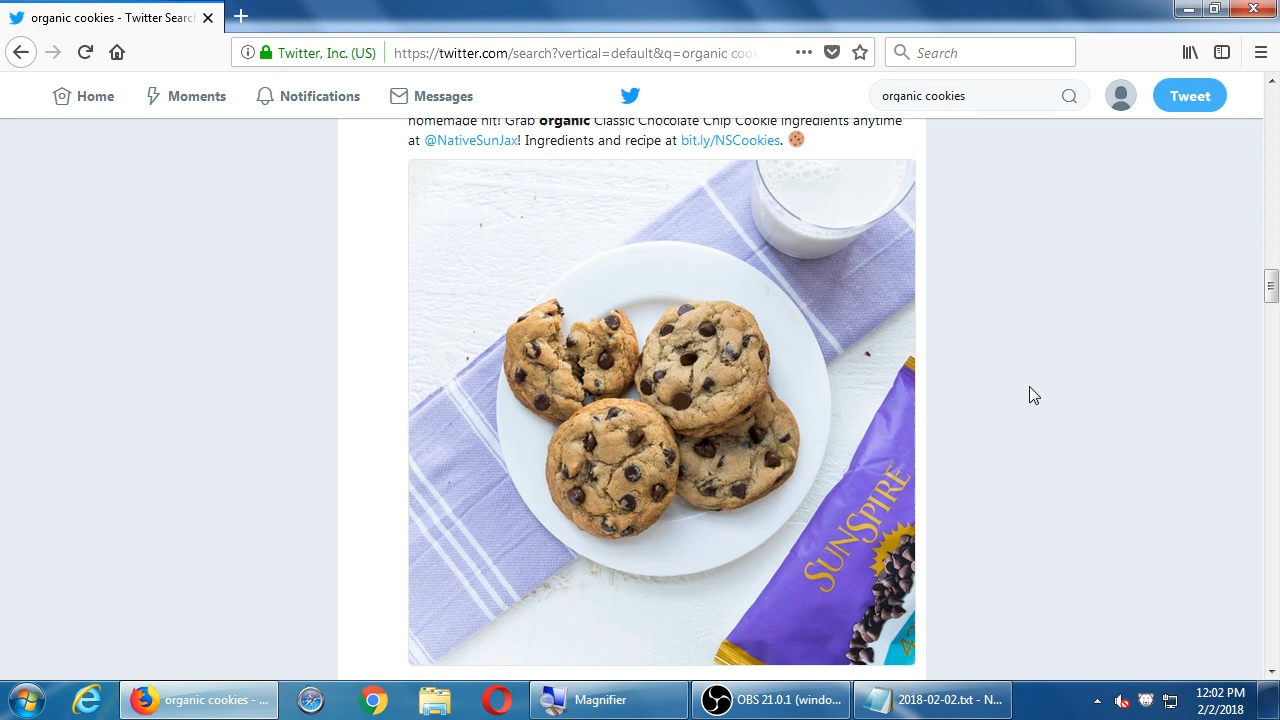 organic cookies - Twitter Searc
Twitter, Inc. (US)
https://twitter.com/search?vertical=default&q=organic coo
Search
Home
Moments
Notifications
Messages
organic cookies
Tweet
homemade hit! Grab organic Classic Chocolate Chip Cookie ingredients anytime
at @NativeSunJax! Ingredients and recipe at bit.ly/NSCookies.
SUNSPIRE
organic cookies - ...
Magnifier
OBS 21.0.1 (windo...
2018-02-02.txt - N...
12:02 PM
2/2/2018